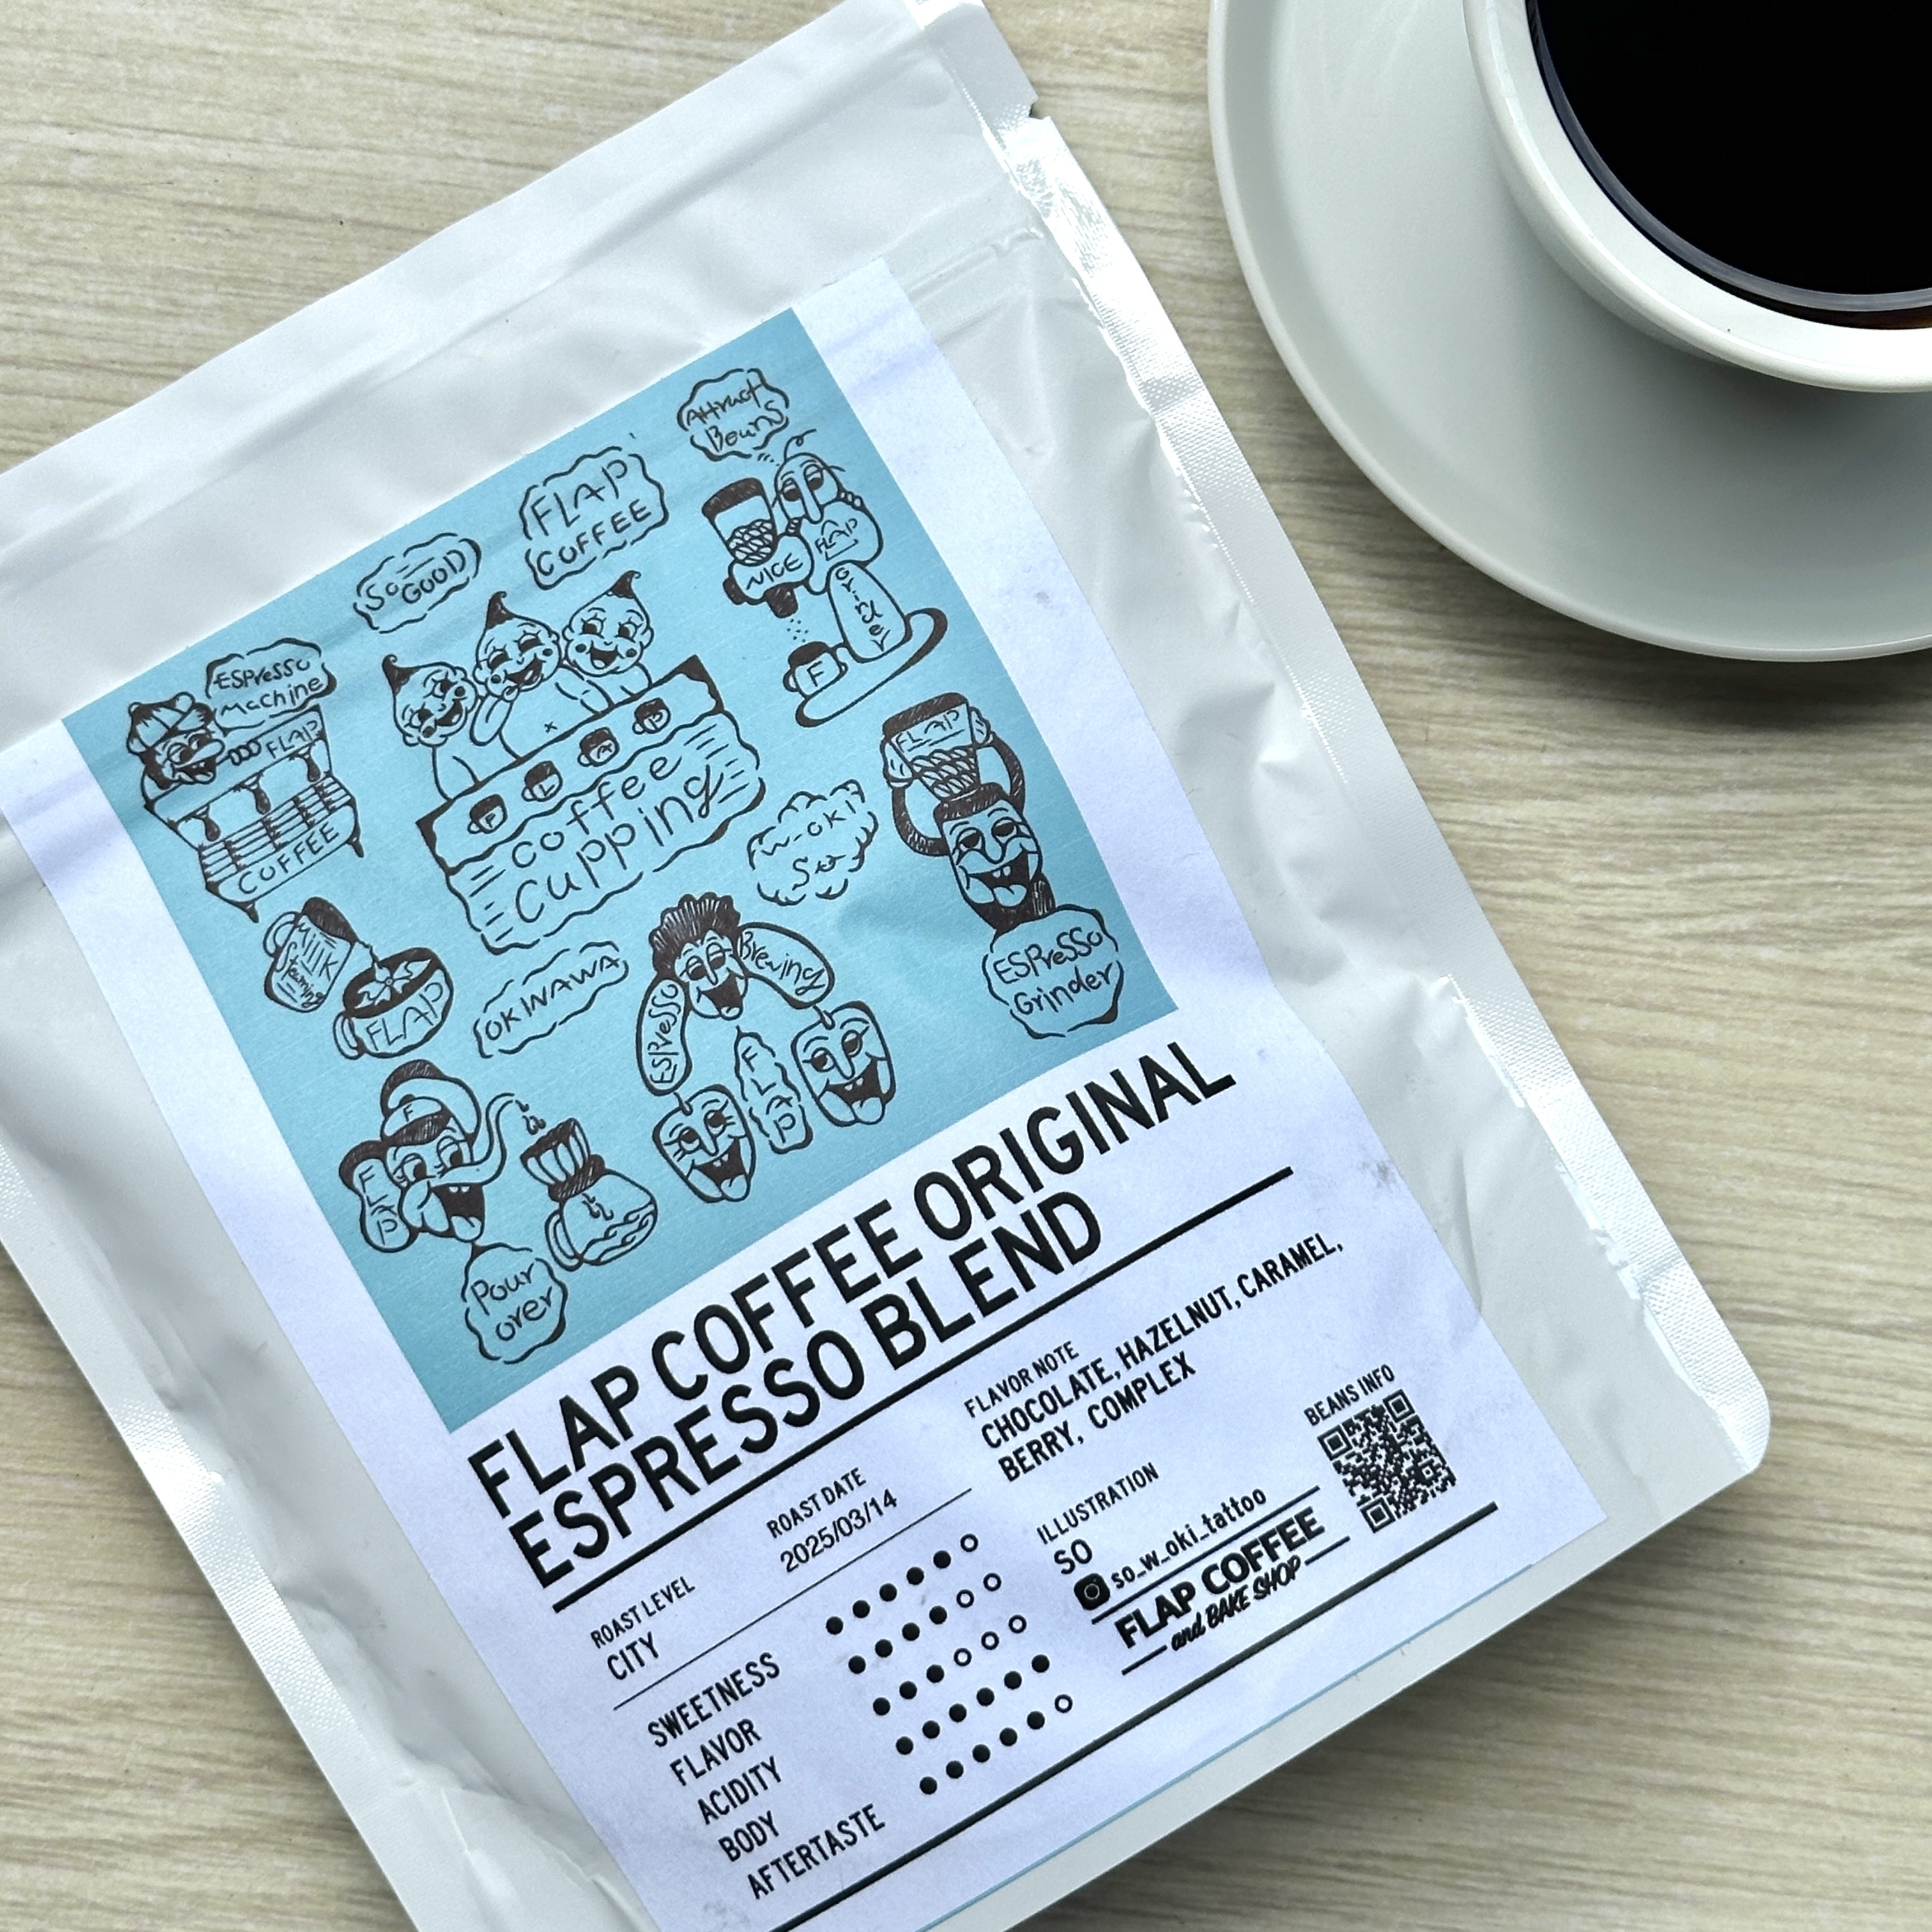 Attract
Beans
FLAP
COFFEE
So GOOD
NICE
FLAP
Grinder
F
ESPresso
machine
FLAP
COFFEE
P
A
L
F
coffee
cupping
FLAP
w-oki
So
MilK
Steaming
FLAP
OKINAWA
ESPresso
Brewing
FLAP
ESPresso
Grinder
F
FLAP
Pour
over
FLAP COFFEE ORIGINAL
ESPRESSO BLEND
ROAST LEVEL
CITY
ROAST DATE
2025/03/14
FLAVOR NOTE
CHOCOLATE, HAZELNUT, CARAMEL,
BERRY, COMPLEX
SWEETNESS
FLAVOR
ACIDITY
BODY
AFTERTASTE
ILLUSTRATION
SO
so_w_oki_tattoo
BEANS INFO
FLAP COFFEE
and BAKE SHOP